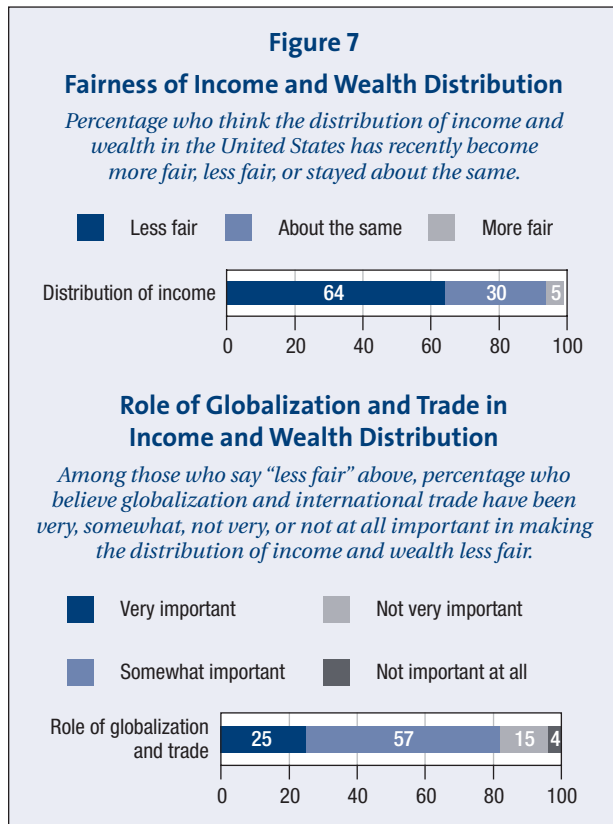 Figure 7
Fairness of Income and Wealth Distribution
Percentage who think the distribution of income and
wealth in the United States has recently become
more fair, less fair, or stayed about the same.
Less fair About the same More fair
Distribution of income 64 30 5
0 20 40 60 80 100
Role of Globalization and Trade in
Income and Wealth Distribution
Among those who say “less fair” above, percentage who
believe globalization and international trade have been
very, somewhat, not very, or not at all important in making
the distribution of income and wealth less fair.
Very important Not very important
Somewhat important Not important at all
Role of globalization
and trade
25 57 15 4
0 20 40 60 80 100